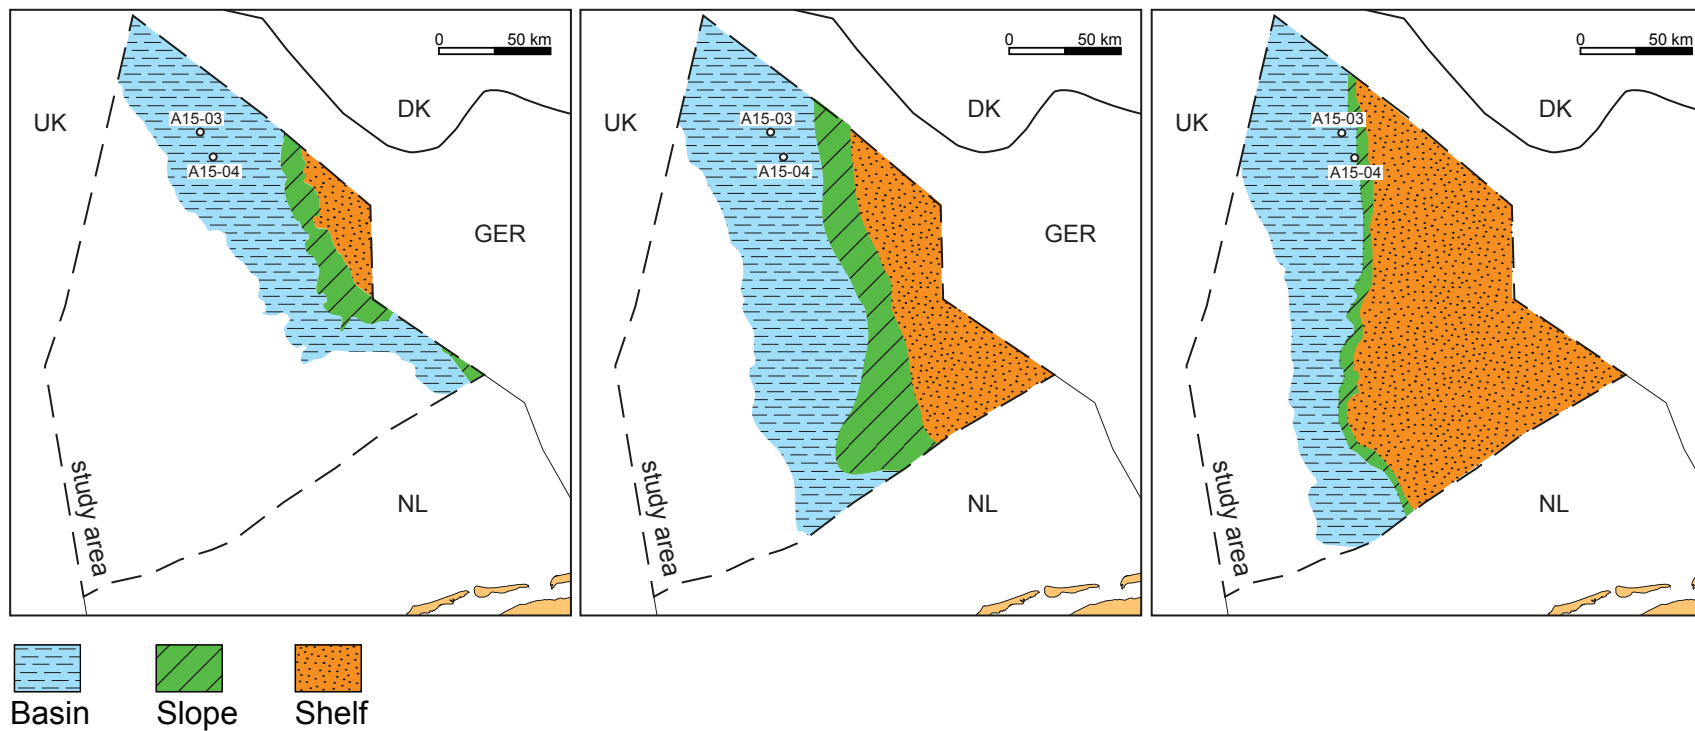 0 50 km
DK
UK
A15-03
A15-04
GER
study area
NL
0 50 km
DK
UK
A15-03
A15-04
GER
study area
NL
0 50 km
DK
UK
A15-03
A15-04
GER
study area
NL
Basin
Slope
Shelf